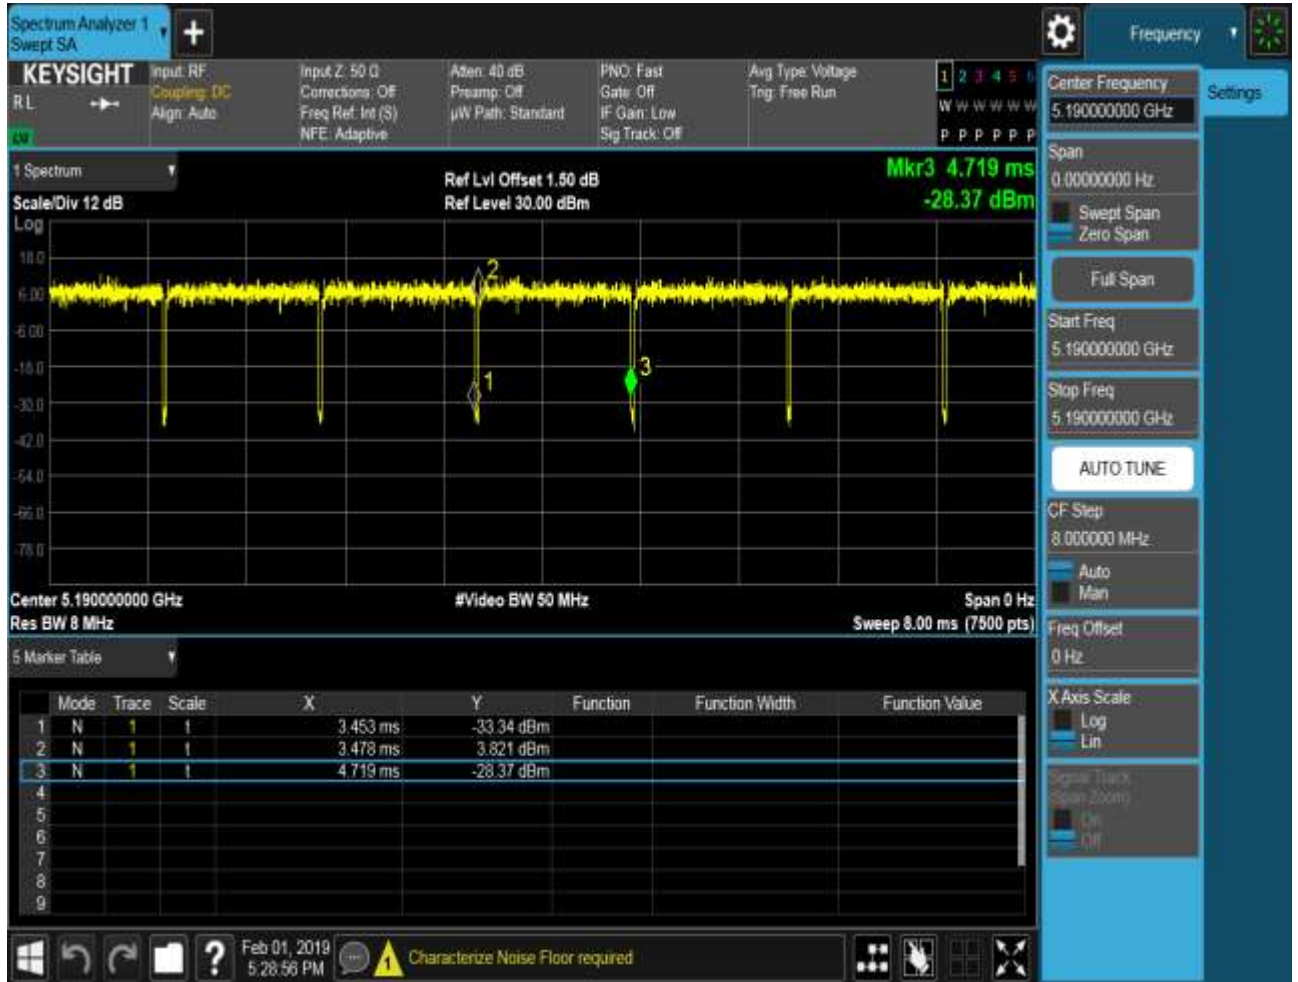 Spectrum Analyzer 1
Swept SA
+
Frequency
KEYSIGHT
RL
Input: RF
Coupling: DC
Align: Auto
Input Z: 50 Ω
Corrections: Off
Freq Ref: Int (S)
NFE: Adaptive
Atten: 40 dB
Preamp: Off
µW Path: Standard
PNO: Fast
Gate: Off
IF Gain: Low
Sig Track: Off
Avg Type: Voltage
Trig: Free Run
1 2 3 4 5 6
W W W W W W
P P P P P P
1 Spectrum
Scale/Div 12 dB
Ref Lvl Offset 1.50 dB
Ref Level 30.00 dBm
Mkr3 4.719 ms
-28.37 dBm
Log
18.0
6.00
-6.00
-18.0
-30.0
-42.0
-54.0
-66.0
-78.0
2
1
3
Center 5.190000000 GHz
#Video BW 50 MHz
Span 0 Hz
Res BW 8 MHz
Sweep 8.00 ms (7500 pts)
5 Marker Table
Mode Trace Scale X Y Function Function Width Function Value
1 N 1 t 3.453 ms -33.34 dBm
2 N 1 t 3.478 ms 3.821 dBm
3 N 1 t 4.719 ms -28.37 dBm
4
5
6
7
8
9
Feb 01, 2019
5:28:56 PM
?
1
Characterize Noise Floor required
Settings
Center Frequency
5.190000000 GHz
Span
0.00000000 Hz
Swept Span
Zero Span
Full Span
Start Freq
5.190000000 GHz
Stop Freq
5.190000000 GHz
AUTO TUNE
CF Step
8.000000 MHz
Auto
Man
Freq Offset
0 Hz
X Axis Scale
Log
Lin
Signal Track
(Span Zoom)
On
Off